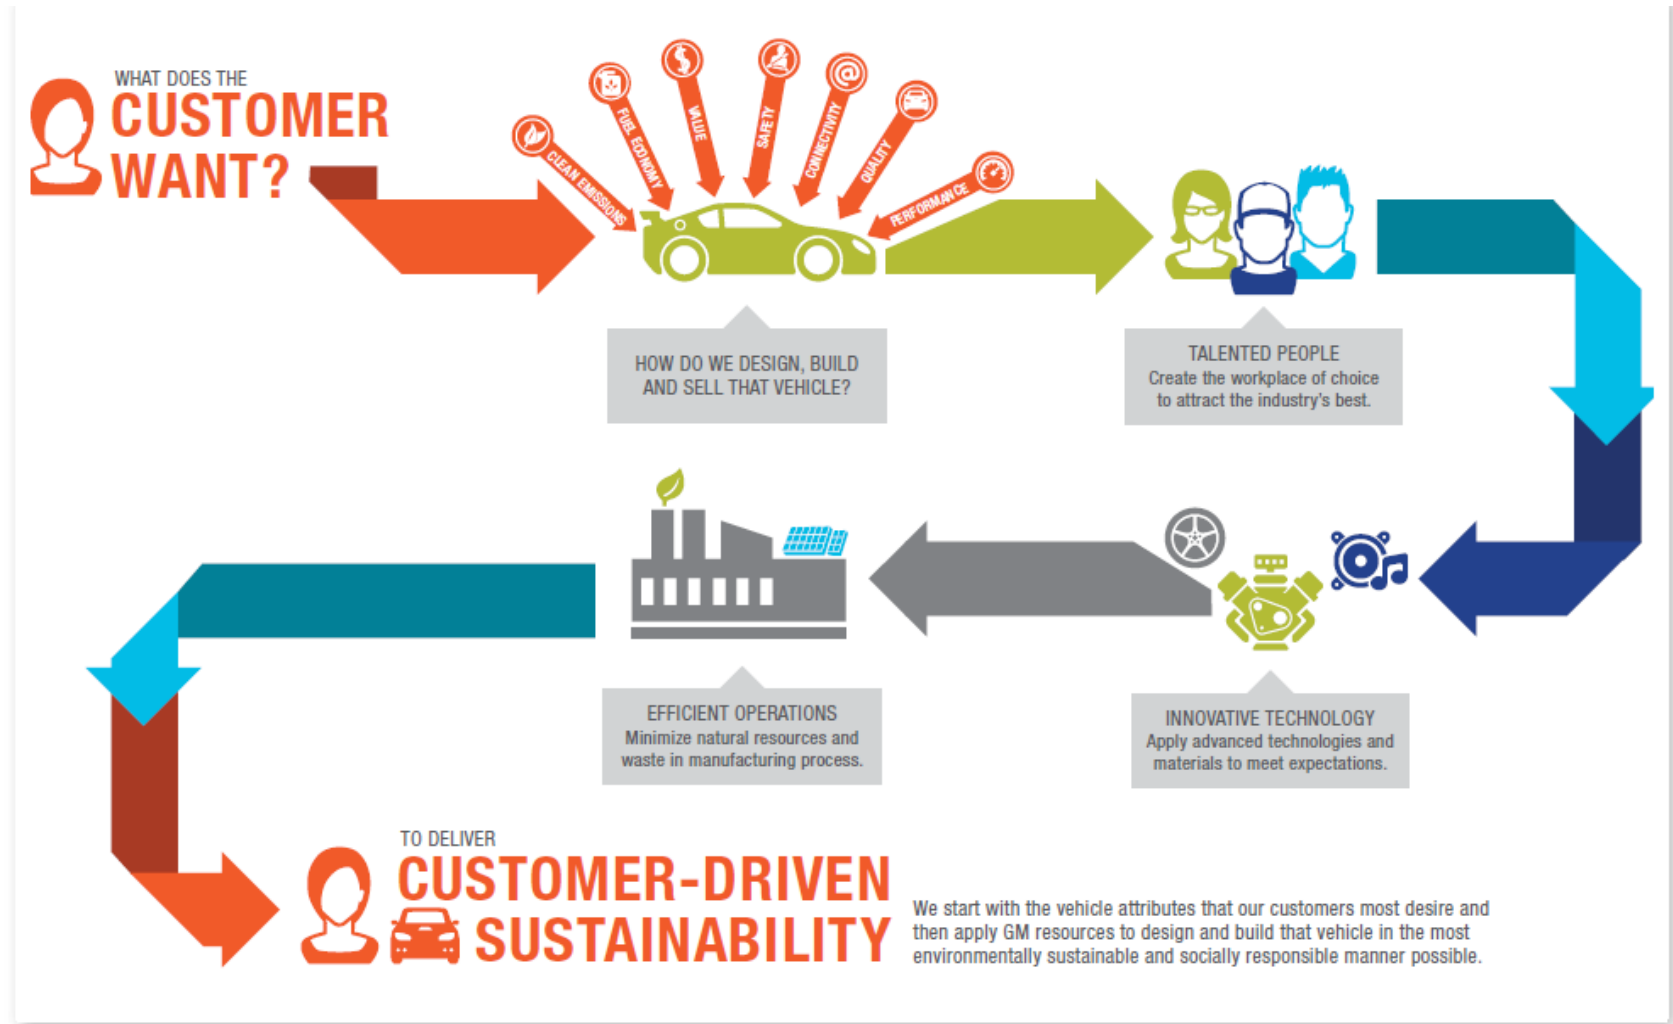 WHAT DOES THE
CUSTOMER
WANT?
CLEAN EMISSIONS
FUEL ECONOMY
VALUE
SAFETY
CONNECTIVITY
QUALITY
PERFORMANCE
HOW DO WE DESIGN, BUILD
AND SELL THAT VEHICLE?
TALENTED PEOPLE
Create the workplace of choice
to attract the industry's best.
INNOVATIVE TECHNOLOGY
Apply advanced technologies and
materials to meet expectations.
EFFICIENT OPERATIONS
Minimize natural resources and
waste in manufacturing process.
TO DELIVER
CUSTOMER-DRIVEN
SUSTAINABILITY
We start with the vehicle attributes that our customers most desire and
then apply GM resources to design and build that vehicle in the most
environmentally sustainable and socially responsible manner possible.